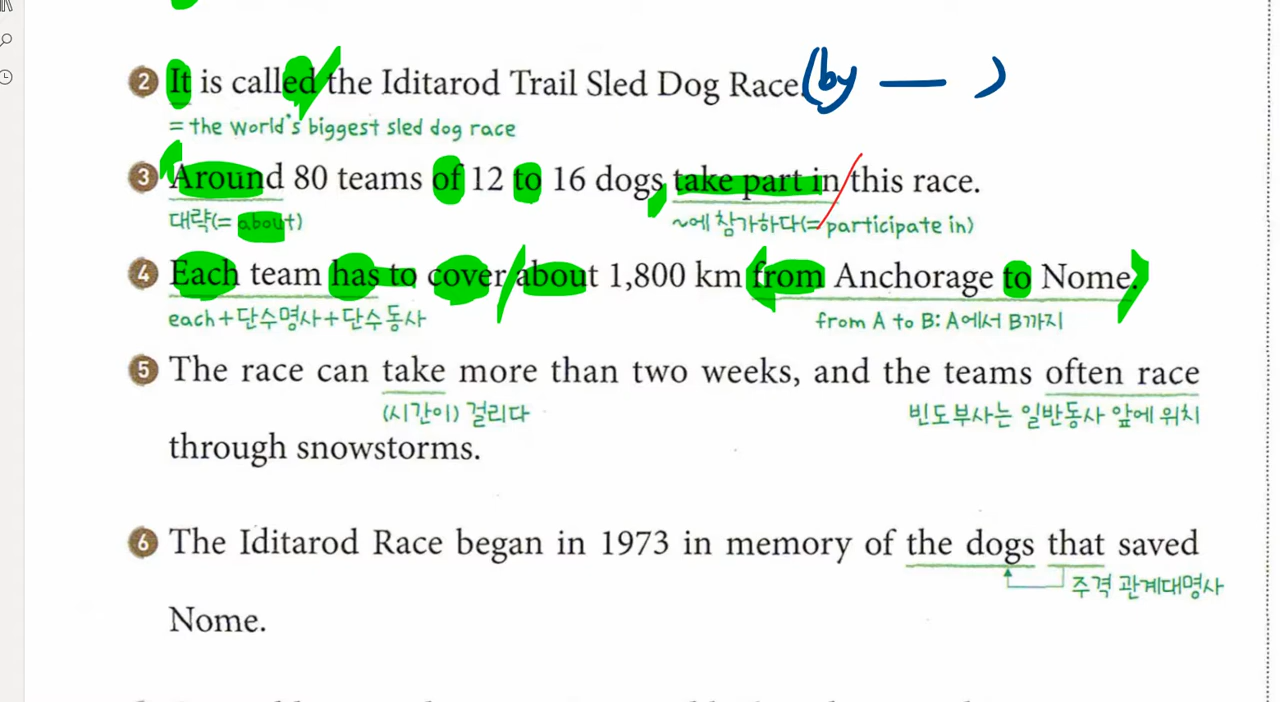 2 It is called the Iditarod Trail Sled Dog Race. (by — )
= the world's biggest sled dog race
3 Around 80 teams of 12 to 16 dogs, take part in this race.
대략(= about) ~에 참가하다(= participate in)
4 Each team has to cover about 1,800 km from Anchorage to Nome.
each+단수명사+단수동사 from A to B: A에서 B까지
5 The race can take more than two weeks, and the teams often race
(시간이) 걸리다 빈도부사는 일반동사 앞에 위치
through snowstorms.
6 The Iditarod Race began in 1973 in memory of the dogs that saved
주격 관계대명사
Nome.